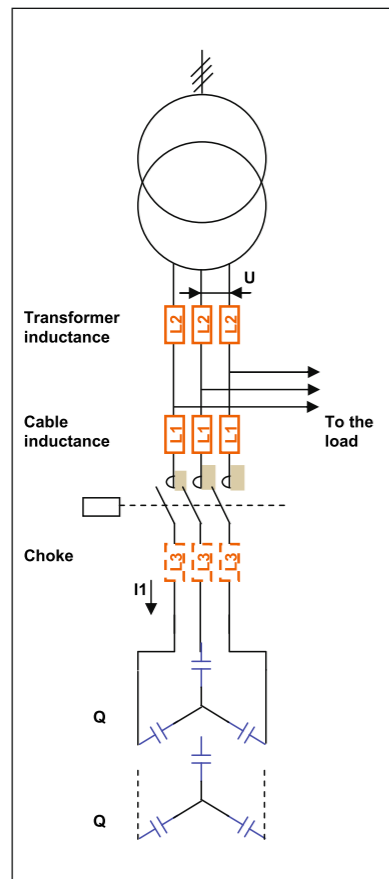 U
Transformer
inductance
L2 L2 L2
Cable
inductance
L1 L1 L1
To the
load
Choke
L3 L3 L3
I1
Q
Q